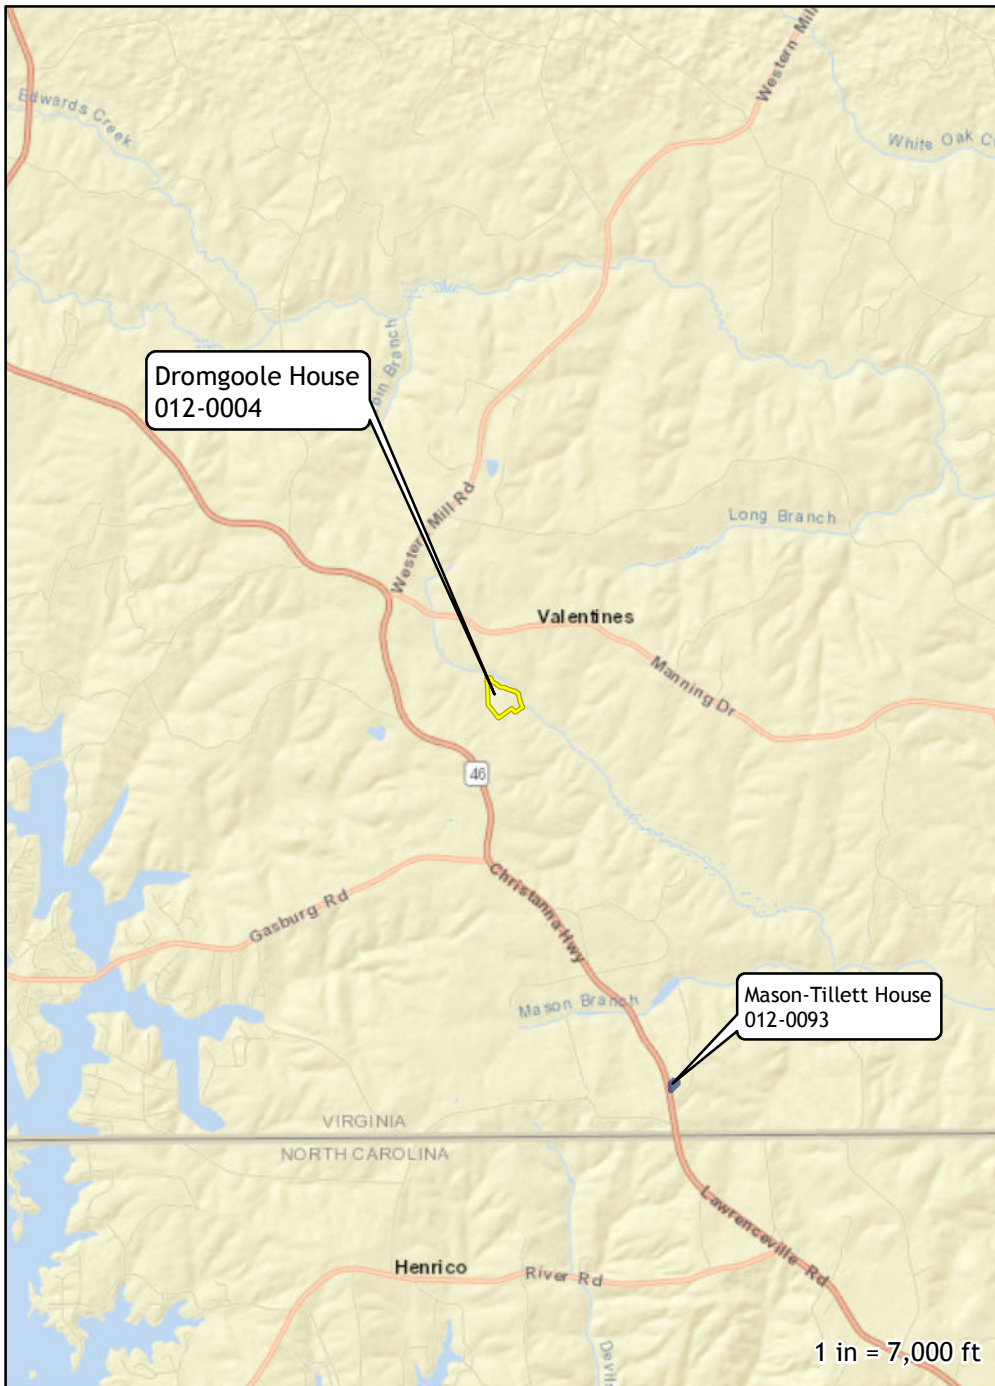 Western Mill
Edwards Creek
White Oak C
Dromgoole House
012-0004
Branch
Western Mill Rd
Long Branch
Valentines
Manning Dr
46
Christanna Hwy
Gasburg Rd
Mason Branch
Mason-Tillett House
012-0093
VIRGINIA
NORTH CAROLINA
Lawrenceville Rd
Henrico
River Rd
Devils
1 in = 7,000 ft